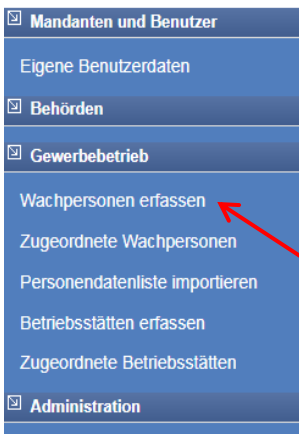 Mandanten und Benutzer
Eigene Benutzerdaten
Behörden
Gewerbebetrieb
Wachpersonen erfassen
Zugeordnete Wachpersonen
Personendatenliste importieren
Betriebsstätten erfassen
Zugeordnete Betriebsstätten
Administration